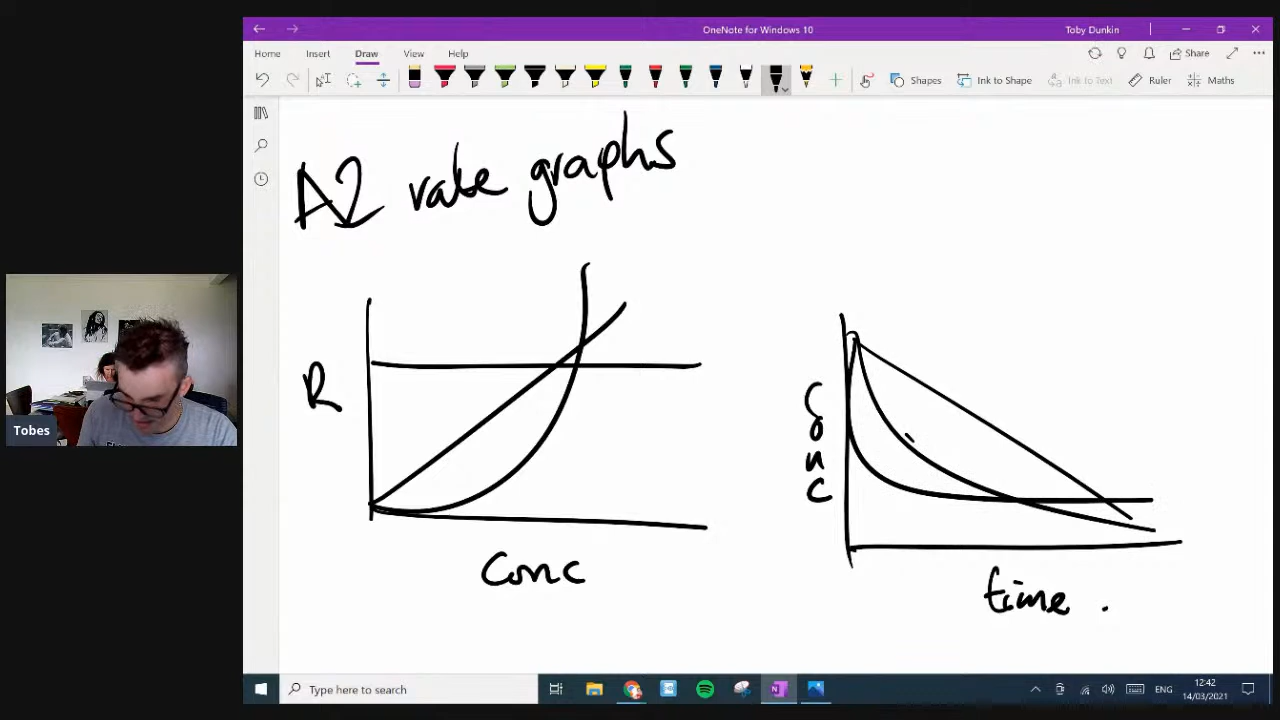 OneNote for Windows 10
Toby Dunkin
Home Insert Draw View Help
Share
Shapes
Ink to Shape
Ink to Text
Ruler
Maths
A2 rate graphs
R
Conc
conc
time .
Tobes
Type here to search
ENG
12:42
14/03/2021